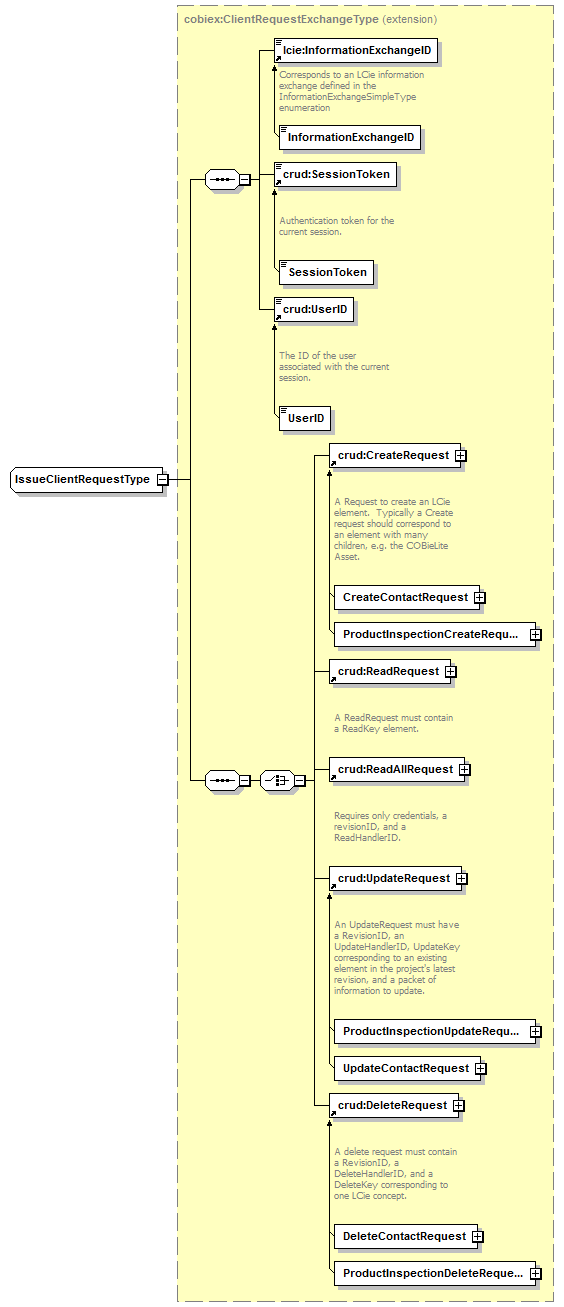 cobiex:ClientRequestExchangeType (extension)
lcie:InformationExchangeID
Corresponds to an LCie information
exchange defined in the
InformationExchangeSimpleType
enumeration
InformationExchangeID
crud:SessionToken
Authentication token for the
current session.
SessionToken
crud:UserID
The ID of the user
associated with the current
session.
UserID
IssueClientRequestType
crud:CreateRequest
A Request to create an LCie
element.  Typically a Create
request should correspond to
an element with many
children, e.g. the COBieLite
Asset.
CreateContactRequest
ProductInspectionCreateRequ...
crud:ReadRequest
A ReadRequest must contain
a ReadKey element.
crud:ReadAllRequest
Requires only credentials, a
revisionID, and a
ReadHandlerID.
crud:UpdateRequest
An UpdateRequest must have
a RevisionID, an
UpdateHandlerID, UpdateKey
corresponding to an existing
element in the project's latest
revision, and a packet of
information to update.
ProductInspectionUpdateRequ...
UpdateContactRequest
crud:DeleteRequest
A delete request must contain
a RevisionID, a
DeleteHandlerID, and a
DeleteKey corresponding to
one LCie concept.
DeleteContactRequest
ProductInspectionDeleteReque...